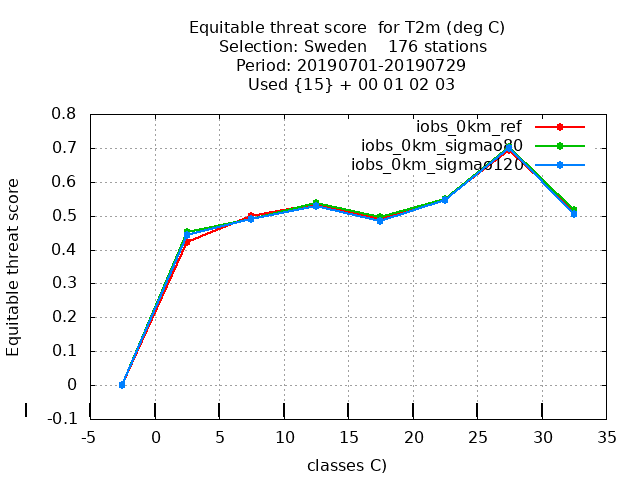 Equitable threat score  for T2m (deg C)
Selection: Sweden    176 stations
Period: 20190701-20190729
Used {15} + 00 01 02 03
iobs_0km_ref
iobs_0km_sigmao80
iobs_0km_sigmao120
Equitable threat score
0.8
0.7
0.6
0.5
0.4
0.3
0.2
0.1
0
-0.1
-5 0 5 10 15 20 25 30 35
classes C)